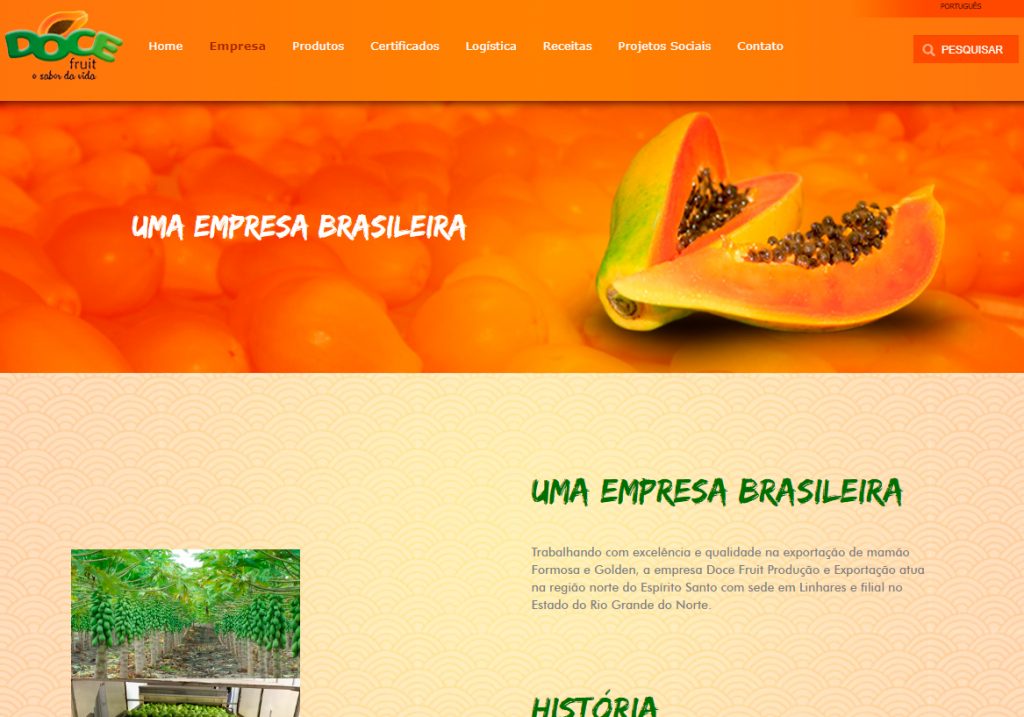 DOCE
fruit
o sabor da vida
Home Empresa Produtos Certificados Logística Receitas Projetos Sociais Contato
PORTUGUÊS
PESQUISAR
UMA EMPRESA BRASILEIRA
UMA EMPRESA BRASILEIRA
Trabalhando com excelência e qualidade na exportação de mamão
Formosa e Golden, a empresa Doce Fruit Produção e Exportação atua
na região norte do Espírito Santo com sede em Linhares e filial no
Estado do Rio Grande do Norte.
HISTÓRIA